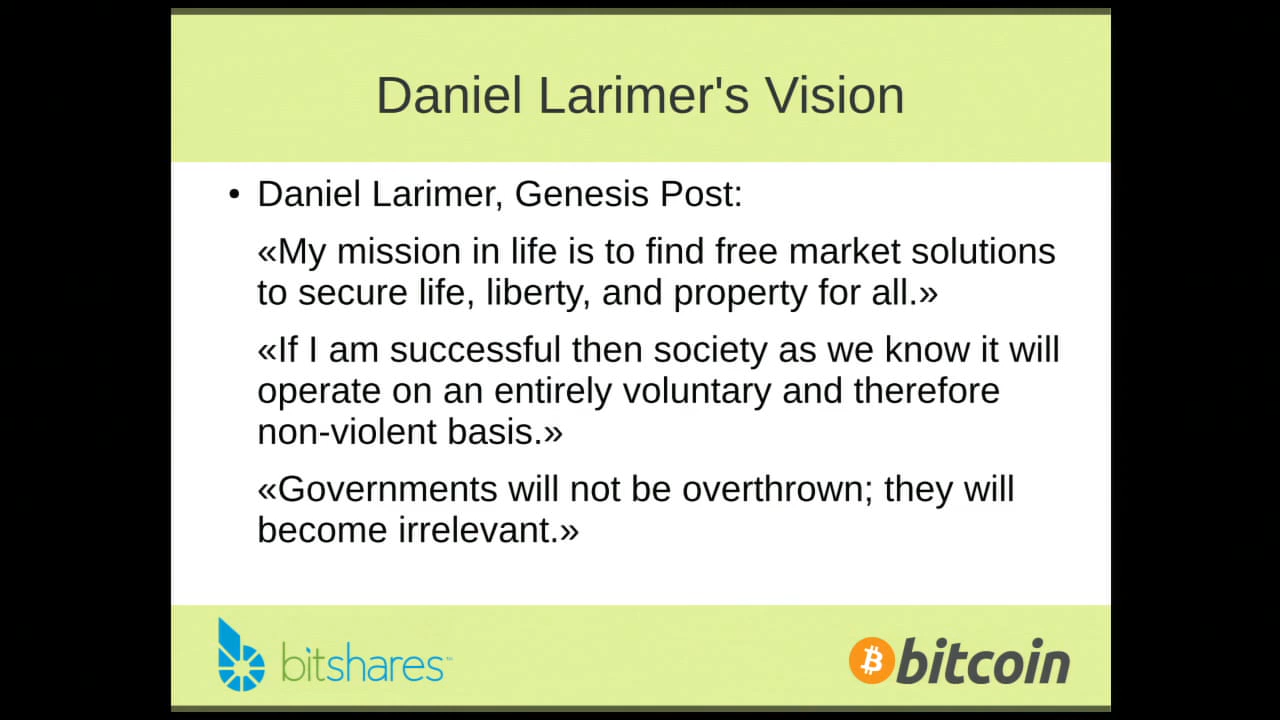 Daniel Larimer's Vision
• Daniel Larimer, Genesis Post:
«My mission in life is to find free market solutions
to secure life, liberty, and property for all.»
«If I am successful then society as we know it will
operate on an entirely voluntary and therefore
non-violent basis.»
«Governments will not be overthrown; they will
become irrelevant.»
bitshares™
bitcoin